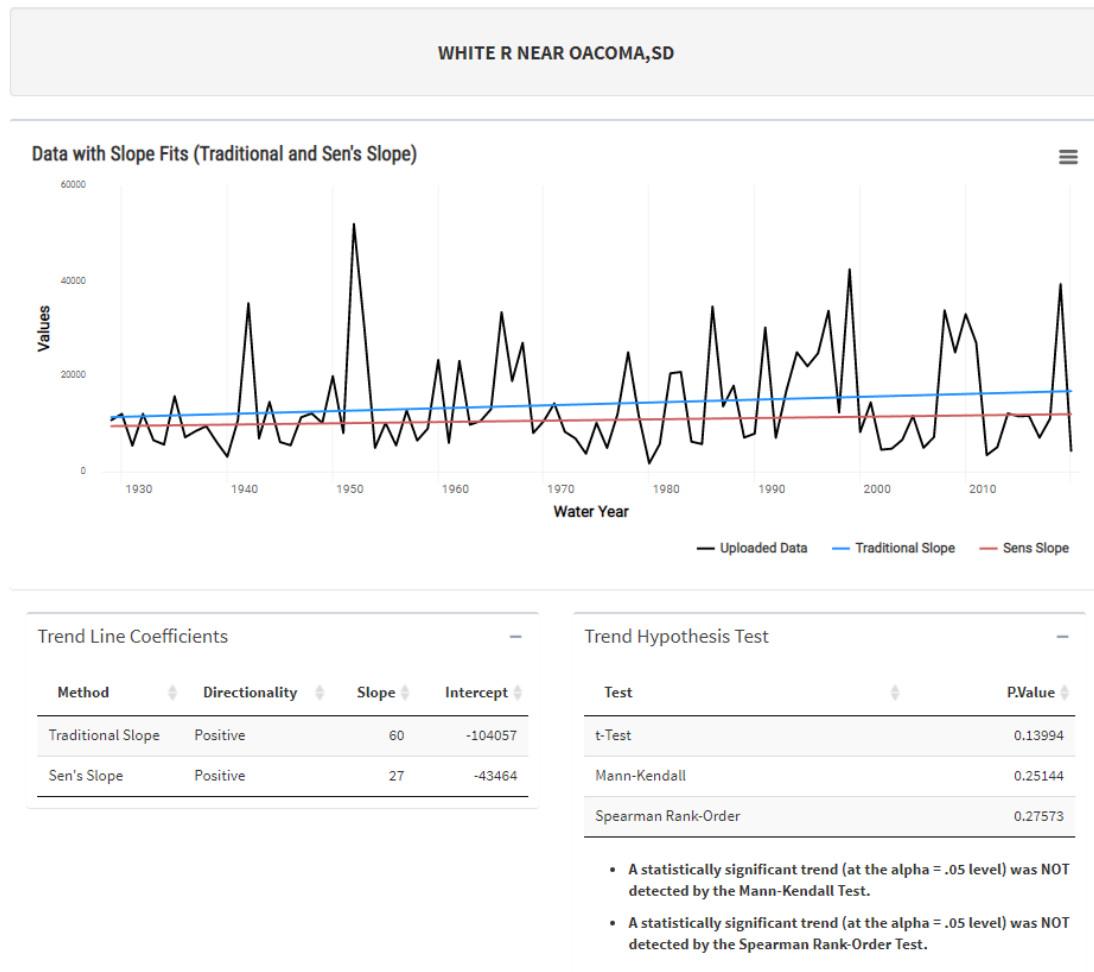 WHITE R NEAR OACOMA,SD
Data with Slope Fits (Traditional and Sen's Slope)
60000
40000
20000
0
Values
1930 1940 1950 1960 1970 1980 1990 2000 2010
Water Year
Uploaded Data Traditional Slope Sens Slope
Trend Line Coefficients
Method Directionality Slope Intercept
Traditional Slope Positive 60 -104057
Sen's Slope Positive 27 -43464
Trend Hypothesis Test
Test P.Value
t-Test 0.13994
Mann-Kendall 0.25144
Spearman Rank-Order 0.27573
• A statistically significant trend (at the alpha = .05 level) was NOT
detected by the Mann-Kendall Test.
• A statistically significant trend (at the alpha = .05 level) was NOT
detected by the Spearman Rank-Order Test.